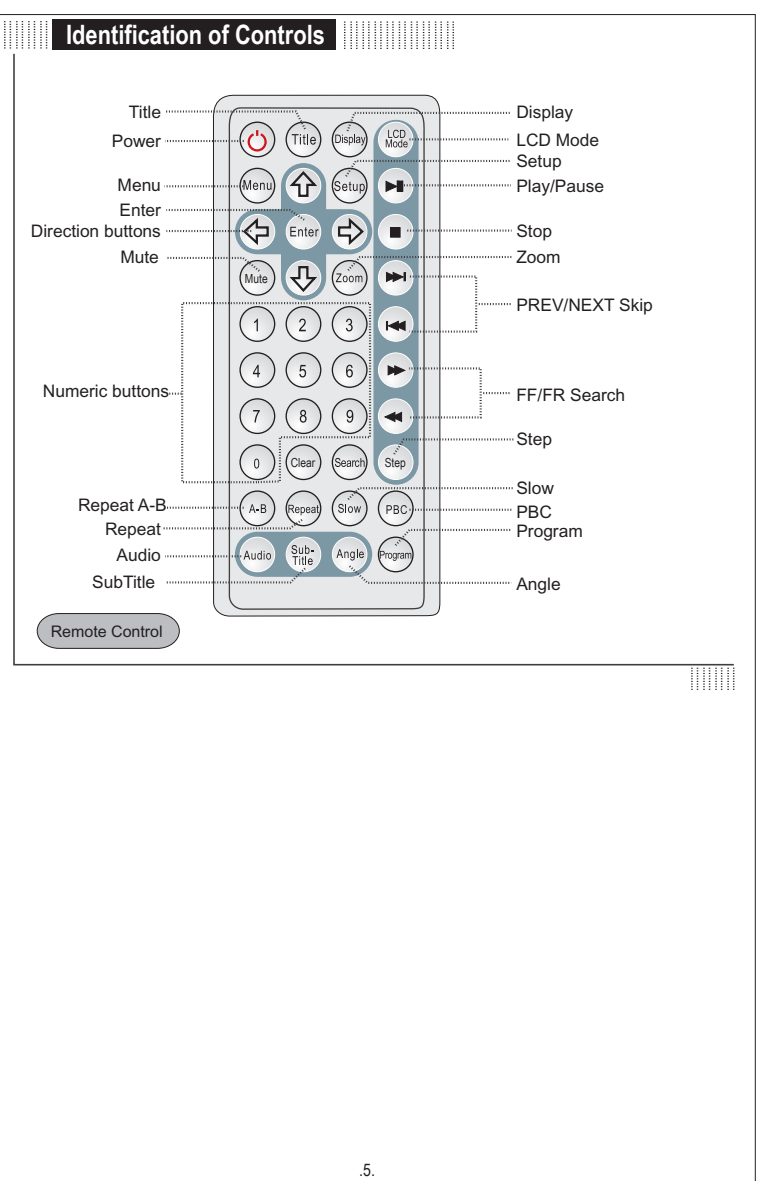 Identification of Controls
Title
Power
Menu
Enter
Direction buttons
Mute
Numeric buttons
Repeat A-B
Repeat
Audio
SubTitle
Title
Display
LCD
Mode
Menu
Setup
Enter
Mute
Zoom
1
2
3
4
5
6
7
8
9
0
Clear
Search
Step
A-B
Repeat
Slow
PBC
Audio
Sub-
Title
Angle
Program
Display
LCD Mode
Setup
Play/Pause
Stop
Zoom
PREV/NEXT Skip
FF/FR Search
Step
Slow
PBC
Program
Angle
Remote Control
.5.